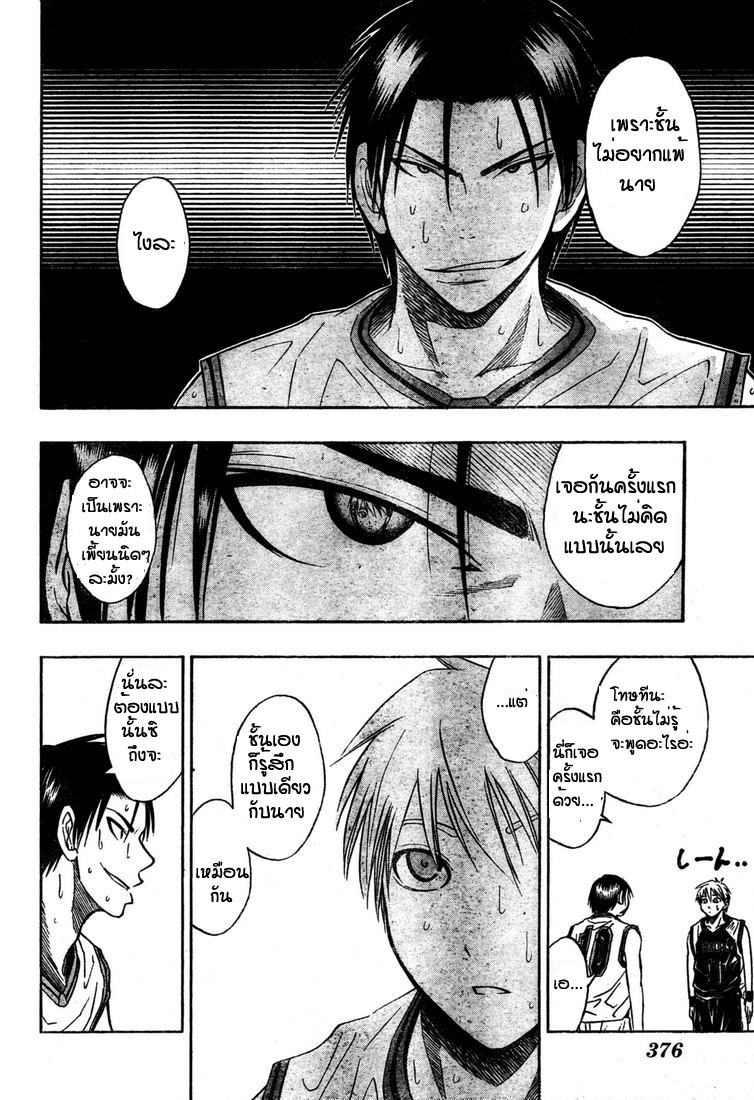 เพราะชั้น
ไม่อยากแพ้
นาย
ไงละ
เจอกันครั้งแรก
นะชั้นไม่คิด
แบบนั้นเลย
อาจจะ
เป็นเพราะ
นายมัน
เพี้ยนนิดๆ
ละมั้ง?
โทษทีนะ
คือชั้นไม่รู้
จะพูดอะไรอ่ะ
นี่ก็เจอ
ครั้งแรก
ด้วย...
しーん..
เอ...
...แต่
ชั้นเอง
ก็รู้สึก
แบบเดียว
กับนาย
เหมือน
กัน
นั่นละ
ต้องแบบ
นั้นซิ
ถึงจะ
376